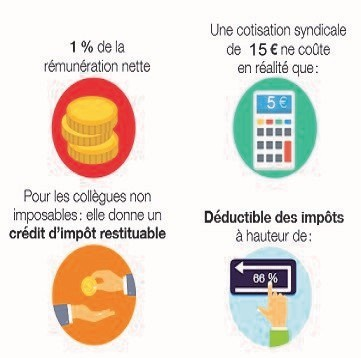 1 % de la
rémunération nette
Une cotisation syndicale
de 15 € ne coûte
en réalité que :
5 €
Pour les collègues non
imposables : elle donne un
crédit d'impôt restituable
Déductible des impôts
à hauteur de :
66 %